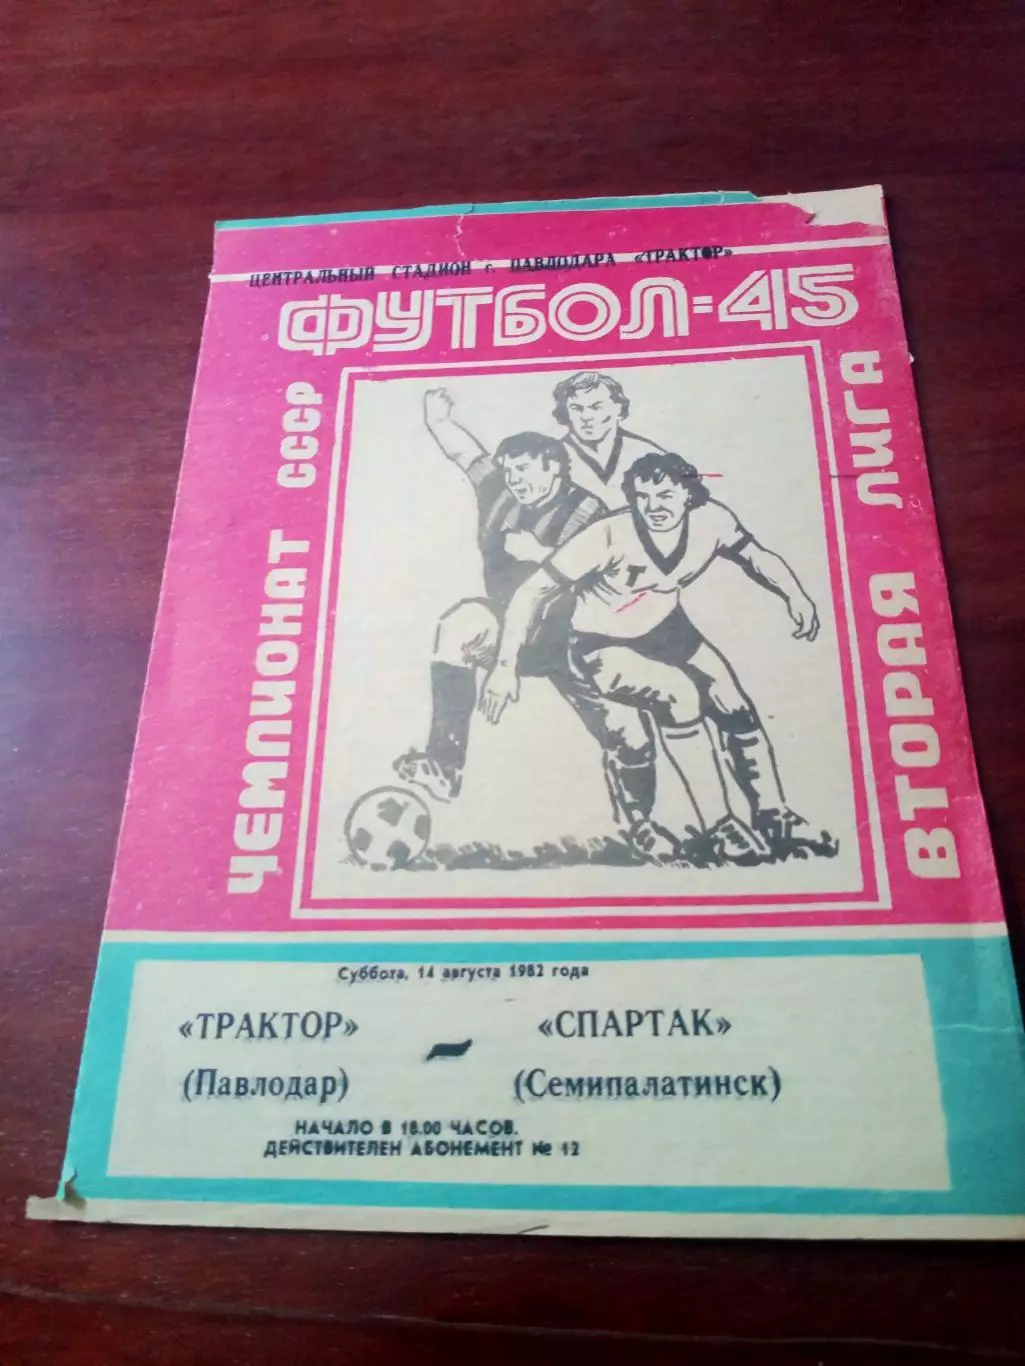 ЦЕНТРАЛЬНЫЙ СТАДИОН г. ПАВЛОДАРА «ТРАКТОР»
ФУТБОЛ-45
ЧЕМПИОНАТ СССР
ВТОРАЯ ЛИГА
Т
Суббота, 14 августа 1982 года
«ТРАКТОР» - «СПАРТАК»
(Павлодар) (Семипалатинск)
НАЧАЛО В 18.00 ЧАСОВ.
ДЕЙСТВИТЕЛЕН АБОНЕМЕНТ № 12